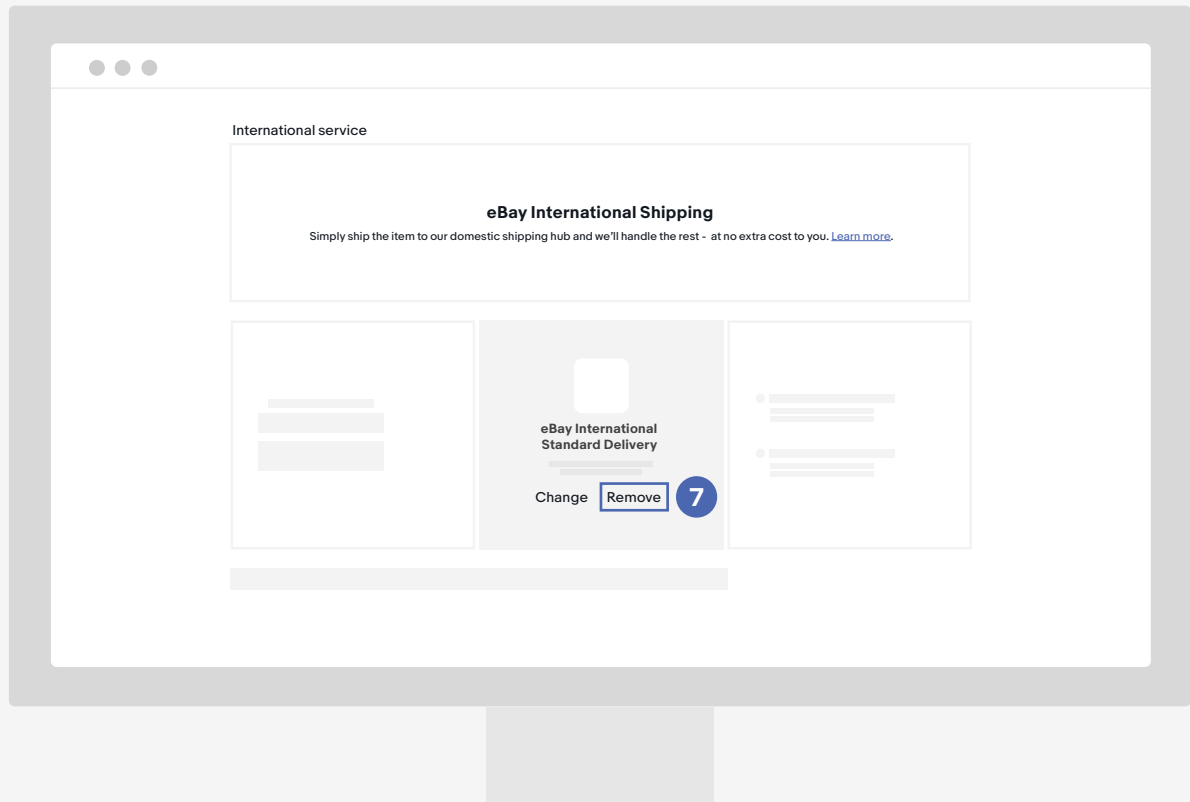 International service
eBay International Shipping
Simply ship the item to our domestic shipping hub and we'll handle the rest - at no extra cost to you. Learn more.
eBay International
Standard Delivery
Change Remove 7